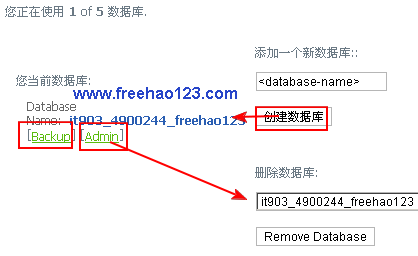 您正在使用 1 of 5 数据库.
添加一个新数据库::
<database-name>
创建数据库
您当前数据库:
www.freehao123.com
Database
Name: it903_4900244_freehao123
[Backup] [Admin]
删除数据库:
it903_4900244_freehao123
Remove Database